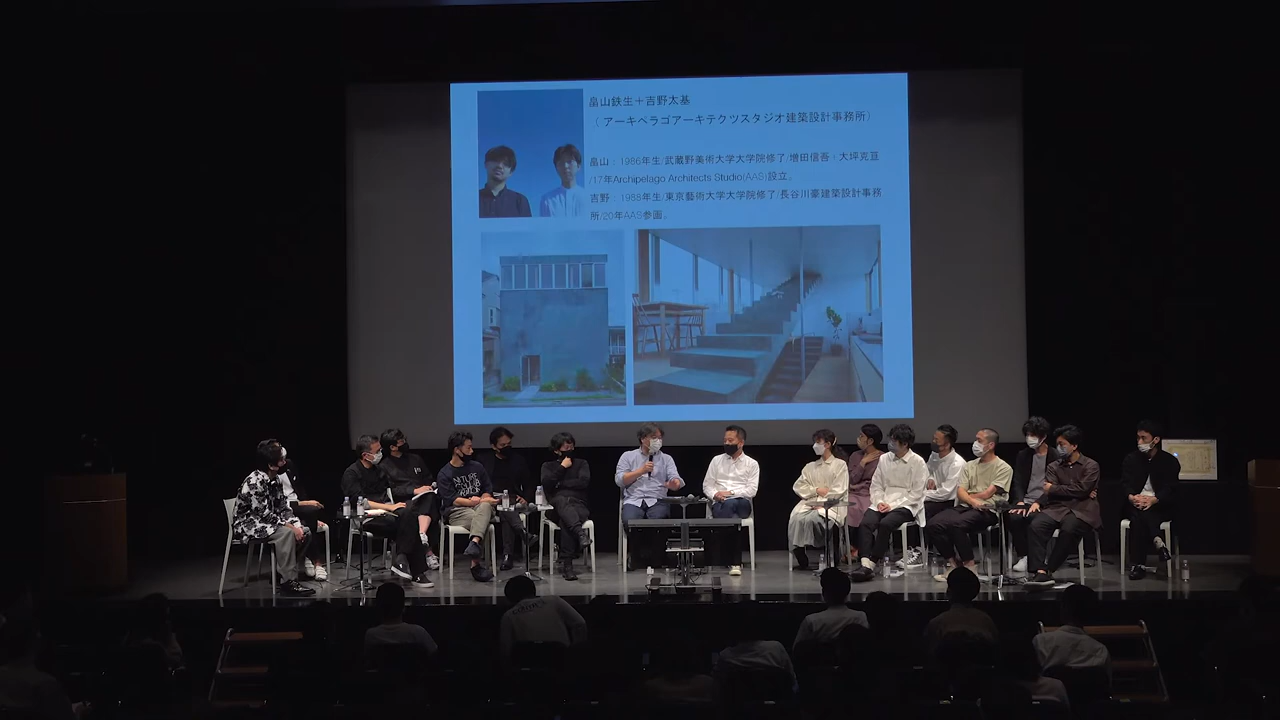 畠山鉄生＋吉野太基
（ アーキペラゴアーキテクツスタジオ建築設計事務所）
畠山：1986年生/武蔵野美術大学大学院修了/増田信吾＋大坪克亘
/17年Archipelago Architects Studio(AAS)設立。
吉野：1988年生/東京藝術大学大学院修了/長谷川豪建築設計事務
所/20年AAS参画。